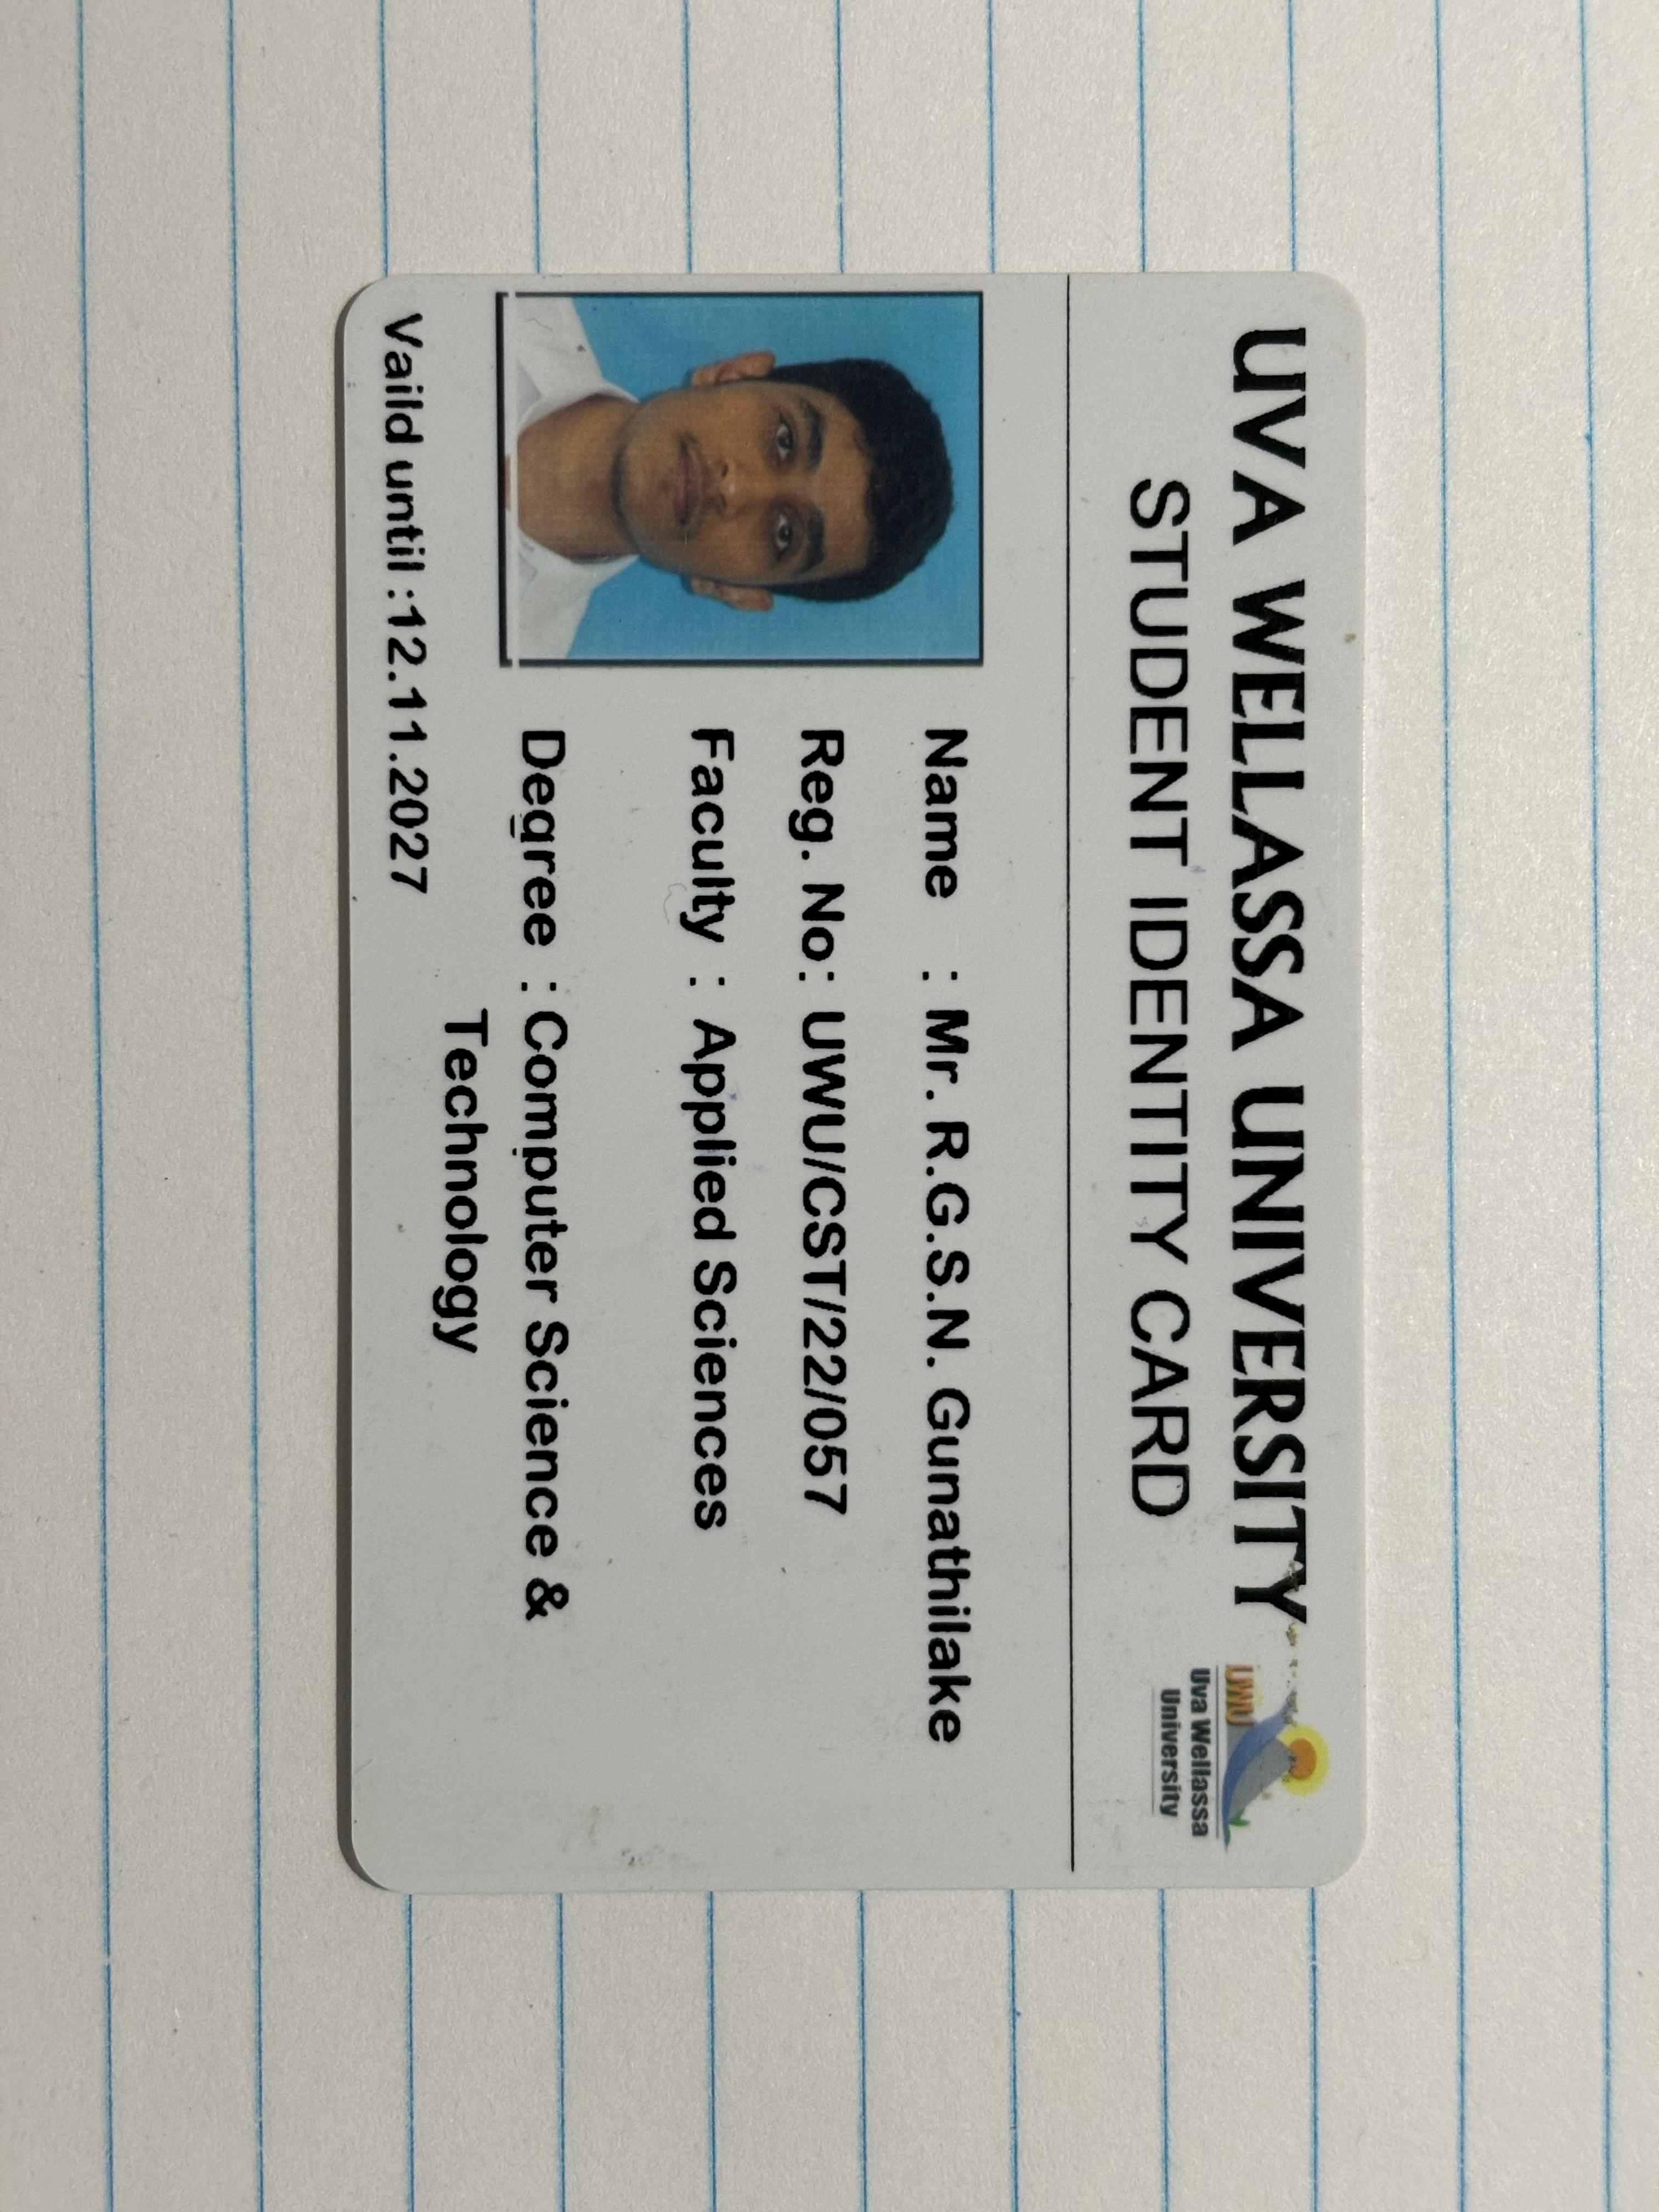 UVA WELLASSA UNIVERSITY
STUDENT IDENTITY CARD
UWU
Uva Wellassa
University
Name : Mr. R.G.S.N. Gunathilake
Reg. No: UWU/CST/22/057
Faculty : Applied Sciences
Degree : Computer Science &
Technology
Vaild until :12.11.2027